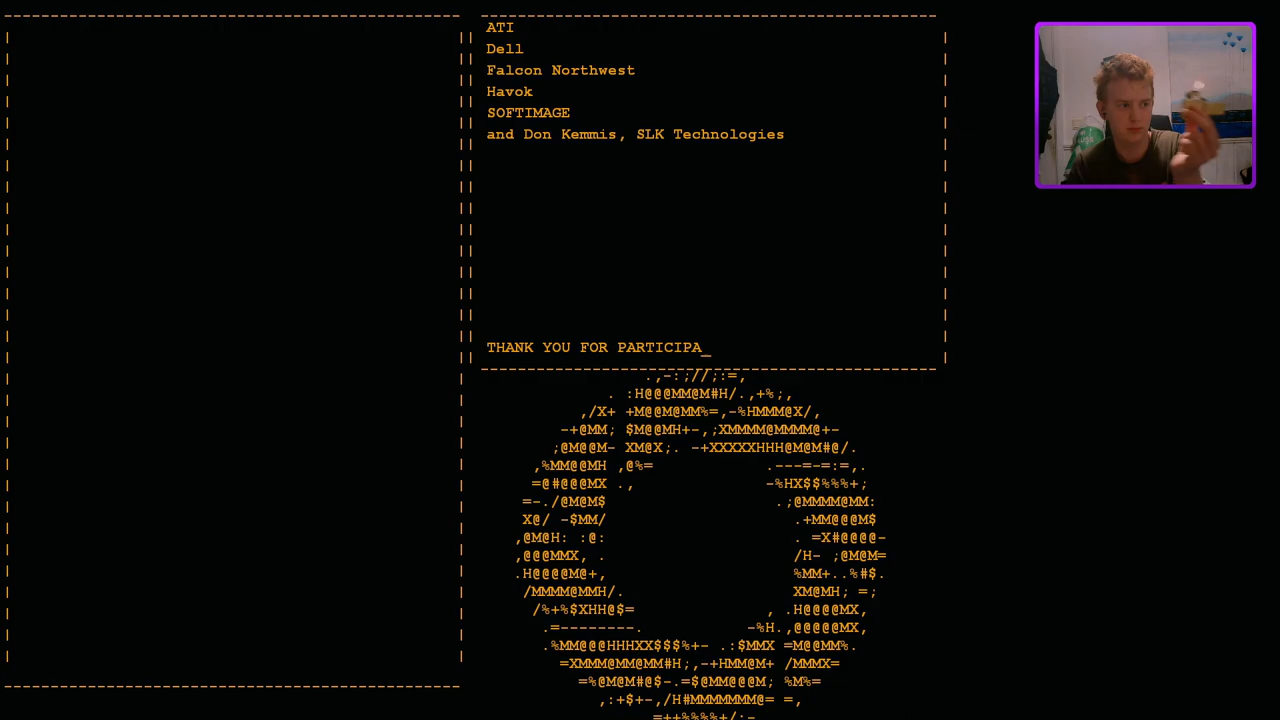 ATI
Dell
Falcon Northwest
Havok
SOFTIMAGE
and Don Kemmis, SLK Technologies
THANK YOU FOR PARTICIPA_